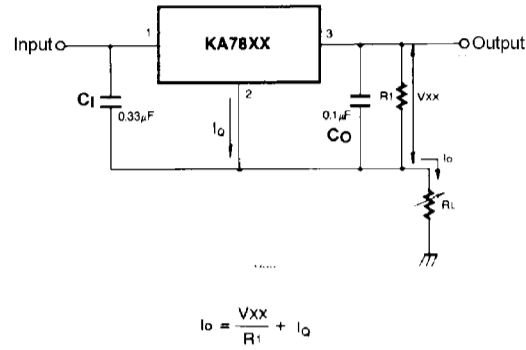 Input
1
KA78XX
3
Output
2
CI
0.33µF
IQ
0.1µF
CO
R1
VXX
Io
RL
Io = VXX / R1 + IQ